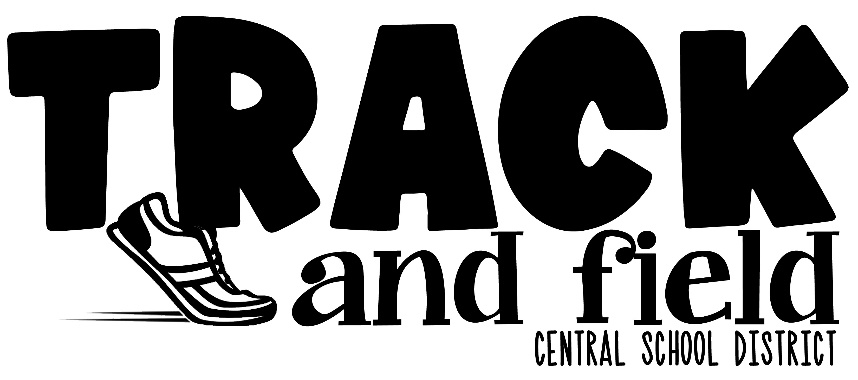 TRACK
and field
CENTRAL SCHOOL DISTRICT